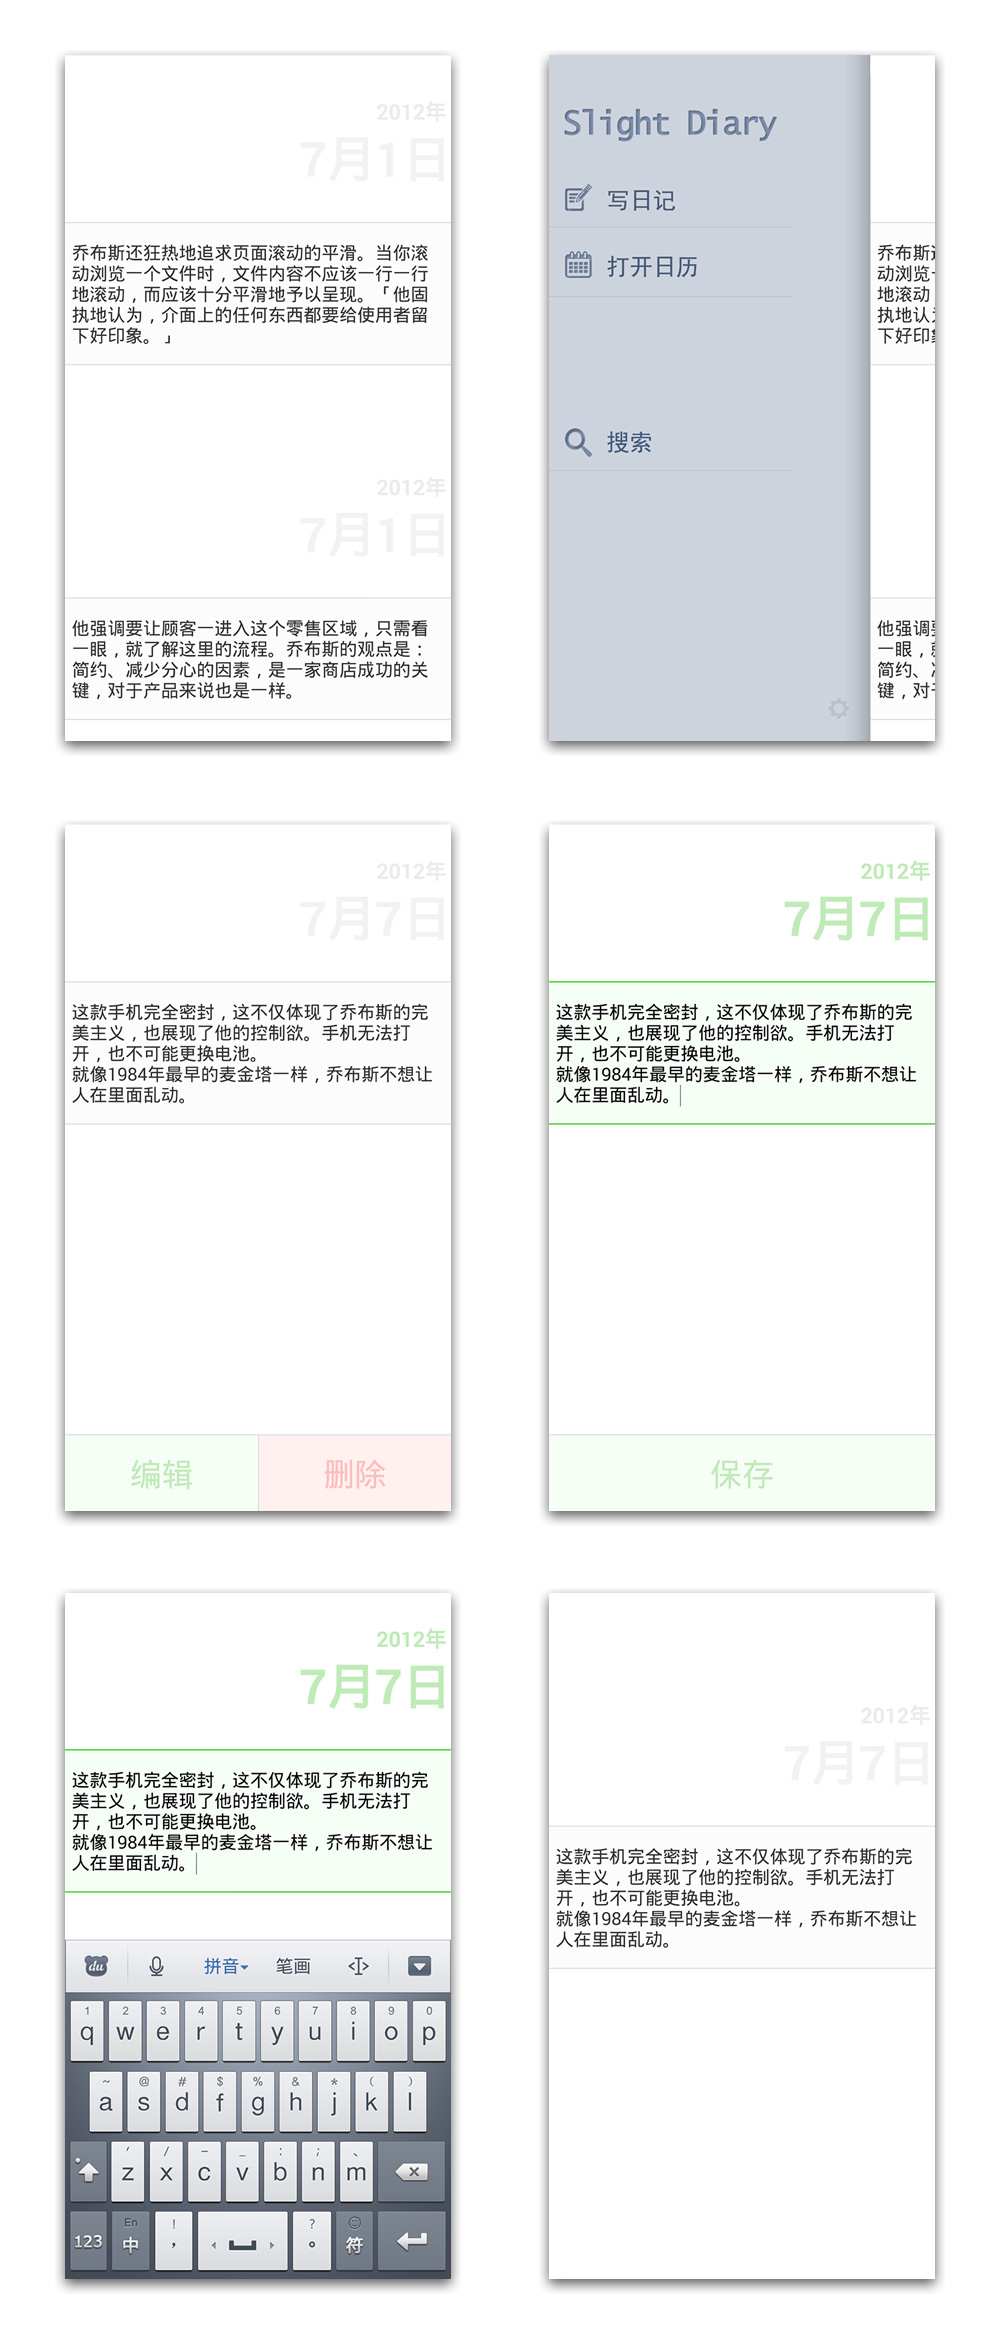 2012年
7月1日
乔布斯还狂热地追求页面滚动的平滑。当你滚
动浏览一个文件时，文件内容不应该一行一行
地滚动，而应该十分平滑地予以呈现。「他固
执地认为，介面上的任何东西都要给使用者留
下好印象。」
2012年
7月1日
他强调要让顾客一进入这个零售区域，只需看
一眼，就了解这里的流程。乔布斯的观点是：
简约、减少分心的因素，是一家商店成功的关
键，对于产品来说也是一样。
Slight Diary
写日记
打开日历
搜索
乔布斯
动浏览
地滚动
执地认
下好印
他强调
一眼，
简约、
键，对
2012年
7月7日
这款手机完全密封，这不仅体现了乔布斯的完
美主义，也展现了他的控制欲。手机无法打
开，也不可能更换电池。
就像1984年最早的麦金塔一样，乔布斯不想让
人在里面乱动。
编辑
删除
2012年
7月7日
这款手机完全密封，这不仅体现了乔布斯的完
美主义，也展现了他的控制欲。手机无法打
开，也不可能更换电池。
就像1984年最早的麦金塔一样，乔布斯不想让
人在里面乱动。
保存
2012年
7月7日
这款手机完全密封，这不仅体现了乔布斯的完
美主义，也展现了他的控制欲。手机无法打
开，也不可能更换电池。
就像1984年最早的麦金塔一样，乔布斯不想让
人在里面乱动。
du 拼音 笔画
1 2 3 4 5 6 7 8 9 0
q w e r t y u i o p
~ @ # $ % & * ( )
a s d f g h j k l
' / - _ : ; 、
z x c v b n m
En ! ?
123 中 , 。 符
2012年
7月7日
这款手机完全密封，这不仅体现了乔布斯的完
美主义，也展现了他的控制欲。手机无法打
开，也不可能更换电池。
就像1984年最早的麦金塔一样，乔布斯不想让
人在里面乱动。